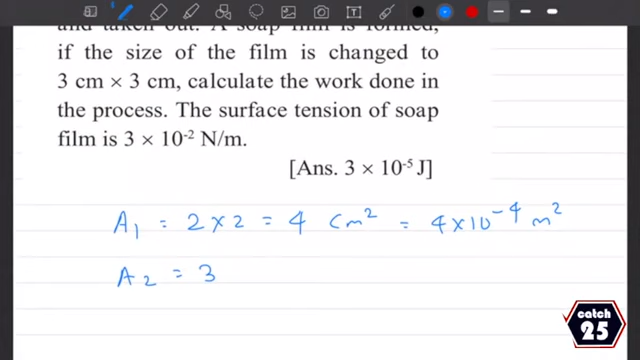 and taken out. A soap film is formed,
if the size of the film is changed to
3 cm × 3 cm, calculate the work done in
the process. The surface tension of soap
film is 3 × 10⁻² N/m.
[Ans. 3 × 10⁻⁵ J]
A₁ = 2 × 2 = 4 cm² = 4 × 10⁻⁴ m²
A₂ = 3
catch
25